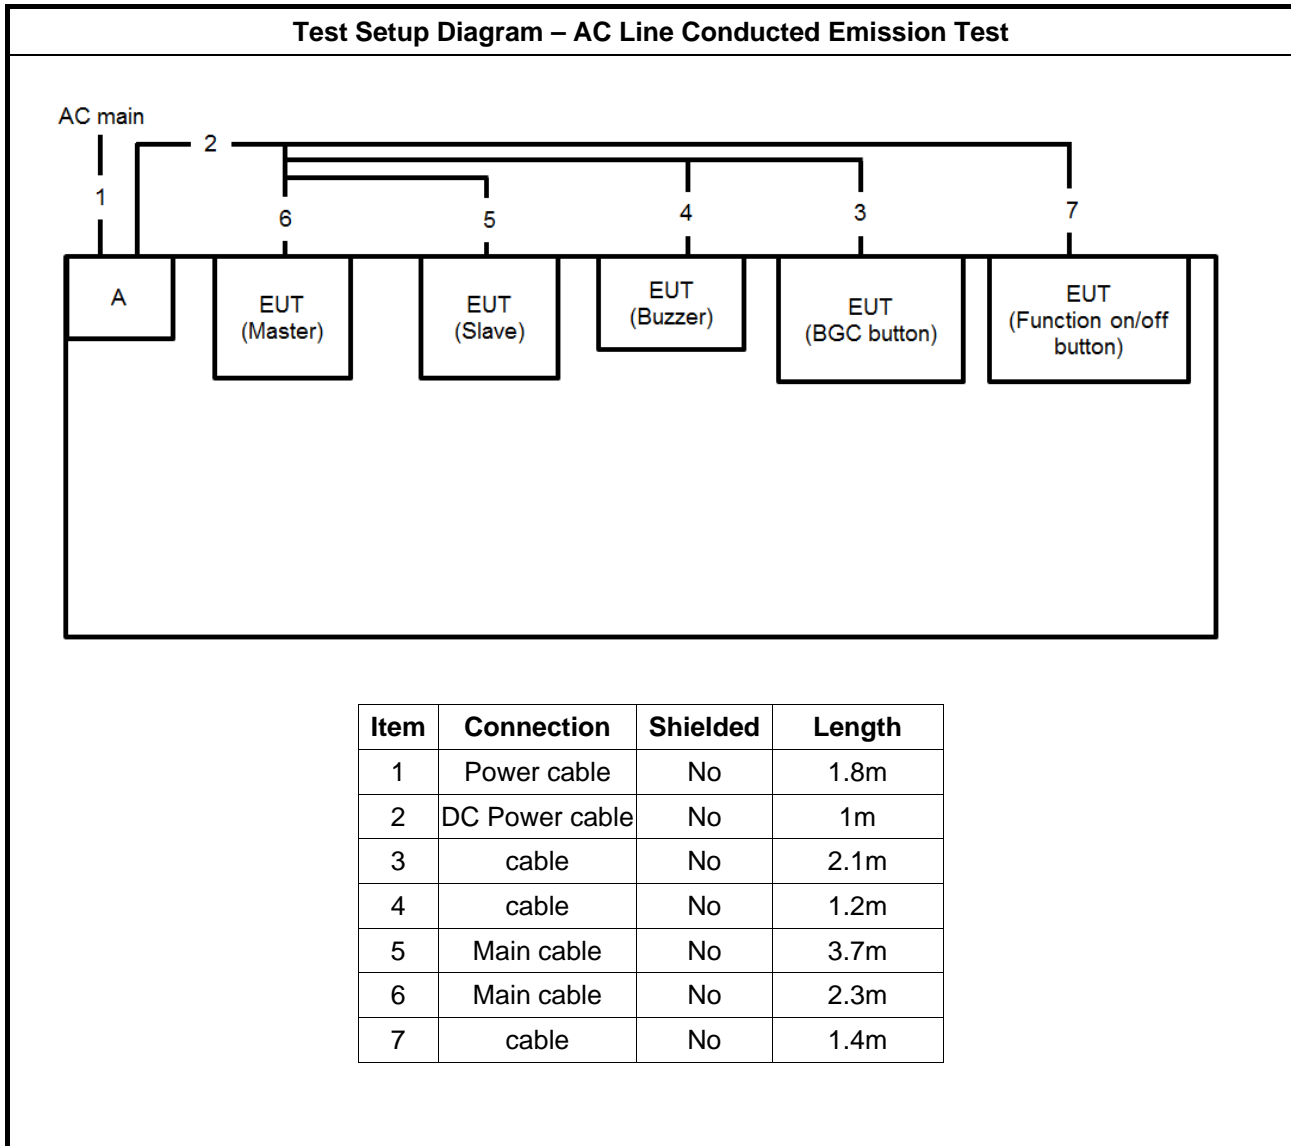 Test Setup Diagram – AC Line Conducted Emission Test
AC main
2
1
6
5
4
3
7
A
EUT
(Master)
EUT
(Slave)
EUT
(Buzzer)
EUT
(BGC button)
EUT
(Function on/off
button)
Item Connection Shielded Length
1 Power cable No 1.8m
2 DC Power cable No 1m
3 cable No 2.1m
4 cable No 1.2m
5 Main cable No 3.7m
6 Main cable No 2.3m
7 cable No 1.4m